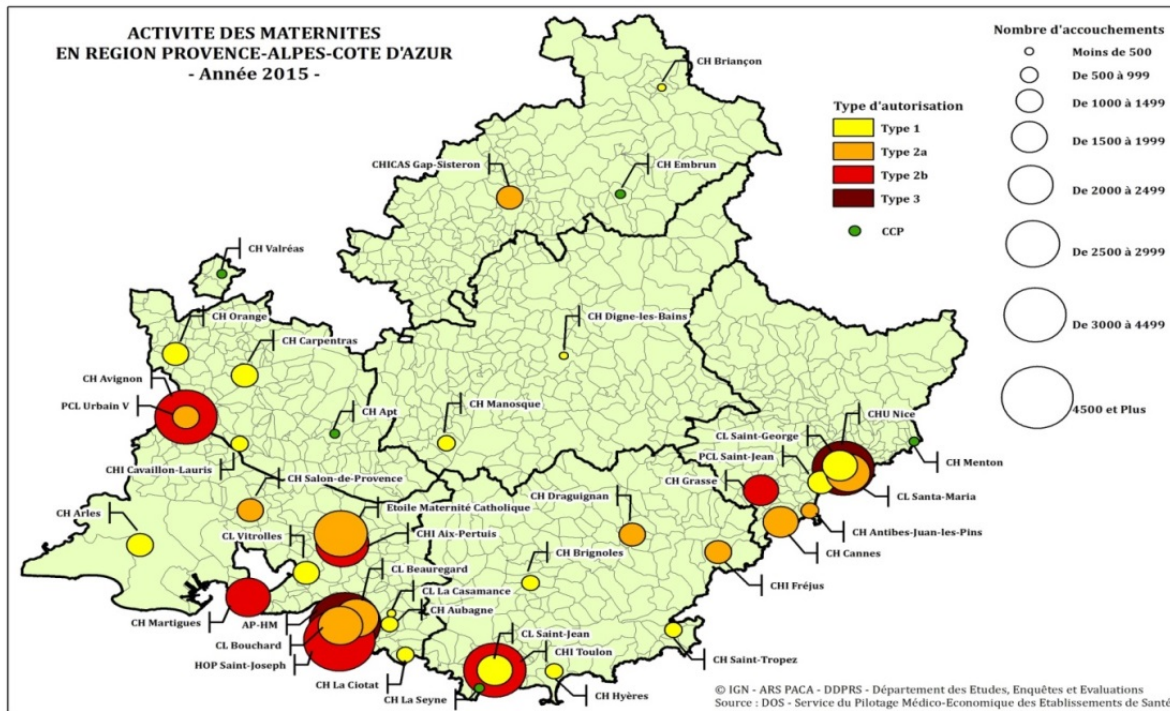 ACTIVITE DES MATERNITES
EN REGION PROVENCE-ALPES-COTE D'AZUR
- Année 2015 -
Nombre d'accouchements
Moins de 500
De 500 à 999
De 1000 à 1499
De 1500 à 1999
De 2000 à 2499
De 2500 à 2999
De 3000 à 4499
4500 et Plus
Type d'autorisation
Type 1
Type 2a
Type 2b
Type 3
CCP
CH Briançon
CHICAS Gap-Sisteron
CH Embrun
CH Valréas
CH Orange
CH Carpentras
CH Digne-les-Bains
CH Avignon
PCL Urbain V
CH Apt
CH Manosque
CHU Nice
CL Saint-George
PCL Saint-Jean
CHI Cavaillon-Lauris
CH Menton
CH Salon-de-Provence
CH Grasse
CL Santa-Maria
CH Draguignan
Etoile Maternité Catholique
CH Arles
CH Antibes-Juan-les-Pins
CL Vitrolles
CHI Aix-Pertuis
CH Cannes
CH Brignoles
CL Beauregard
CHI Fréjus
CL La Casamance
CH Martigues
AP-HM
CH Aubagne
CL Saint-Jean
CL Bouchard
CHI Toulon
HOP Saint-Joseph
CH Saint-Tropez
CH La Ciotat
CH La Seyne
CH Hyères
© IGN - ARS PACA - DDPRS - Département des Etudes, Enquêtes et Evaluations
Source : DOS - Service du Pilotage Médico-Economique des Etablissements de Santé